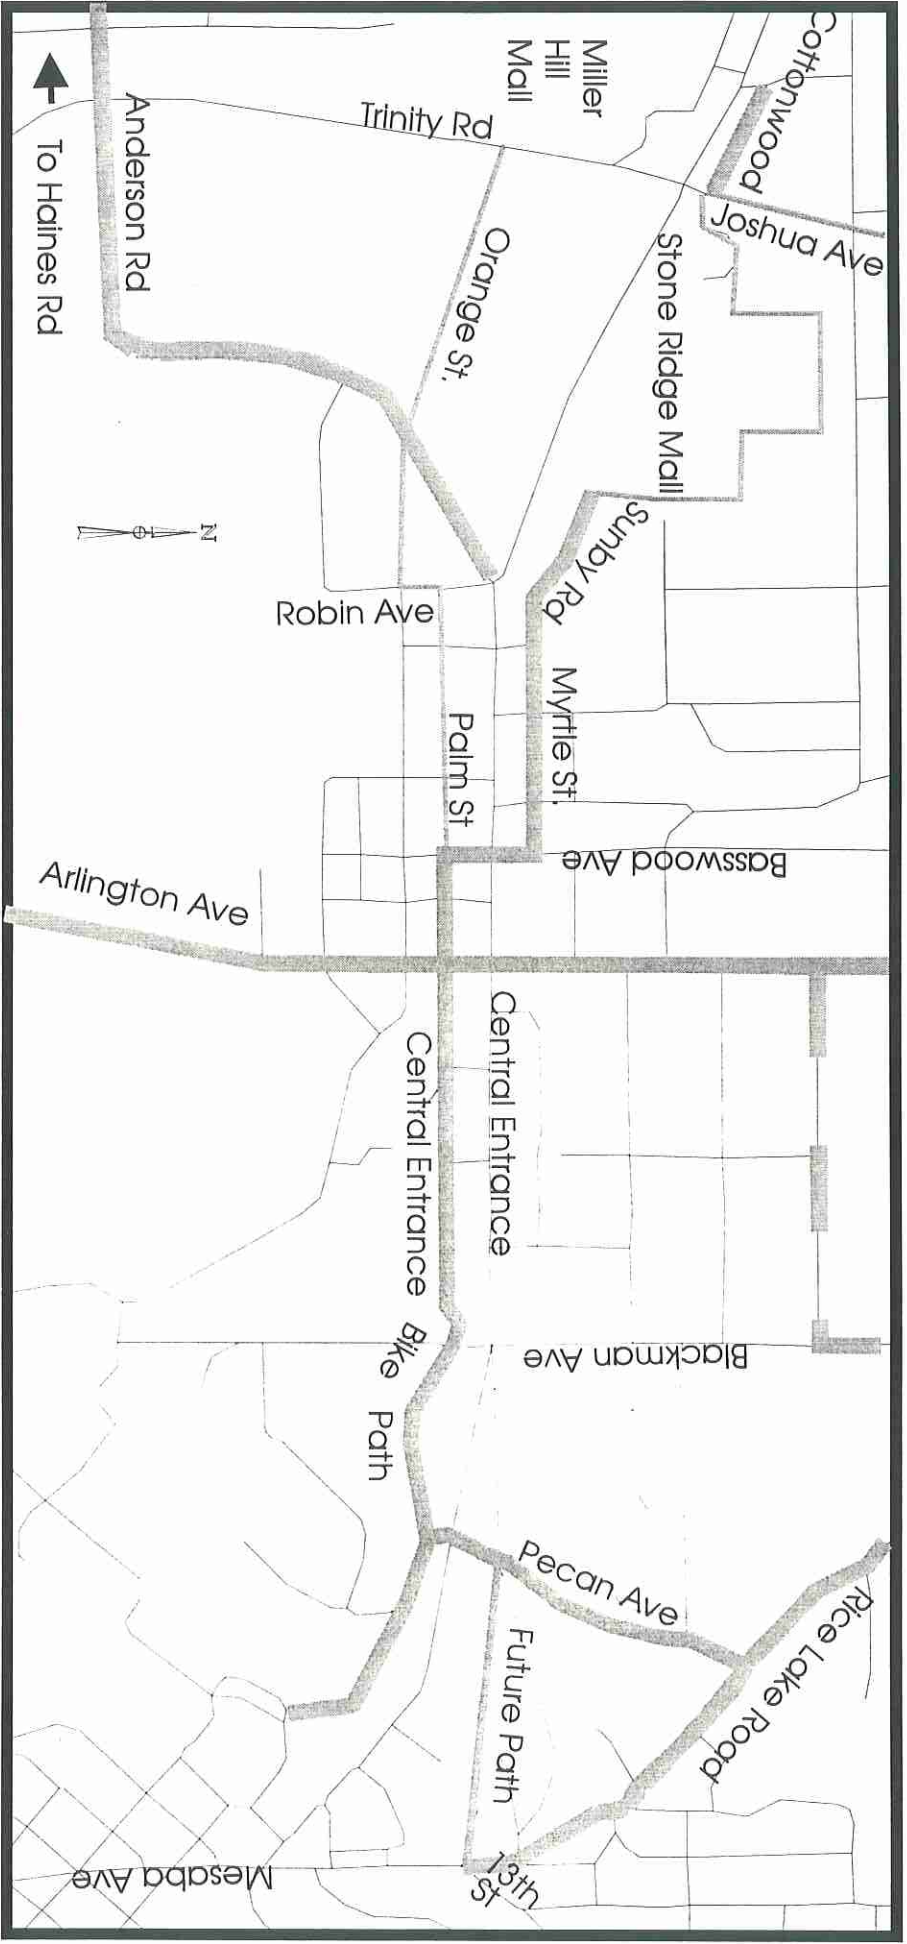 Cottonwood
Miller
Hill
Mall
Trinity Rd
Anderson Rd
To Haines Rd
Joshua Ave
Stone Ridge Mall
Orange St.
Sunby Rd
N
Robin Ave
Myrtle St.
Palm St
Basswood Ave
Arlington Ave
Central Entrance
Central Entrance
Blackman Ave
Bike
Path
Pecan Ave
Rice Lake Road
Future Path
13th
St
Mesaba Ave